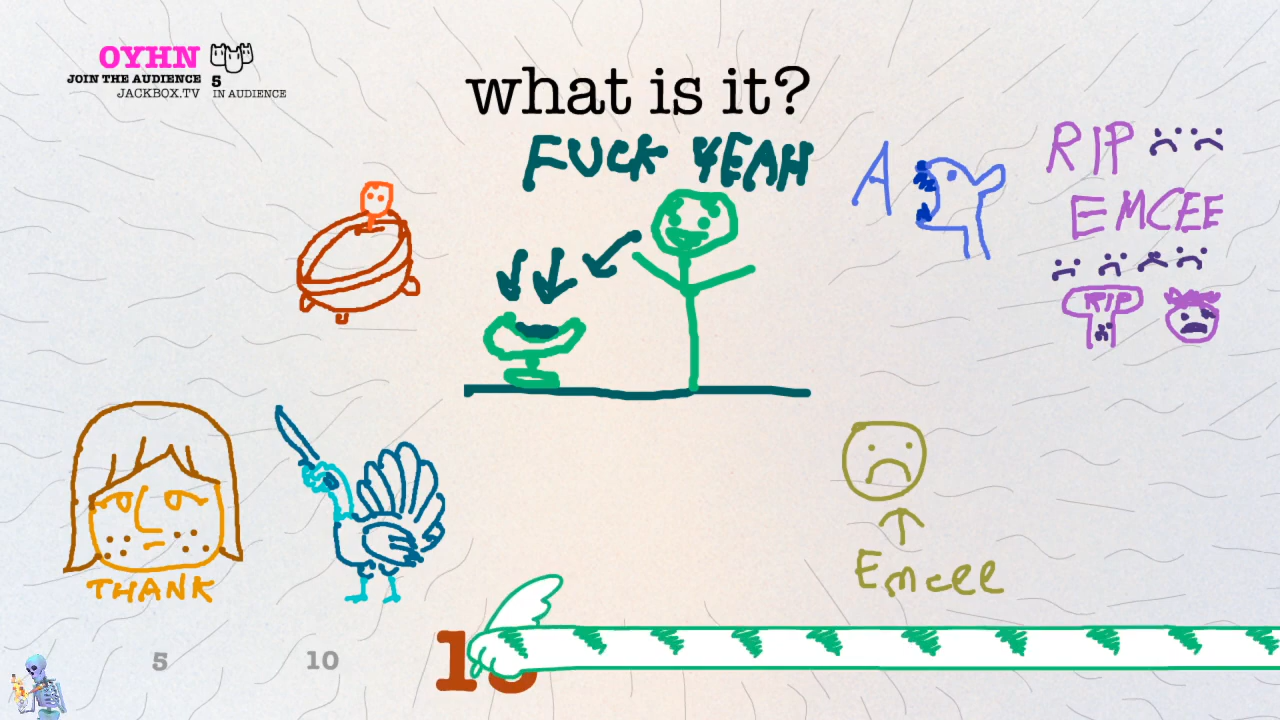 OYHN
JOIN THE AUDIENCE 5
JACKBOX.TV IN AUDIENCE
what is it?
FUCK YEAH
A
RIP
EMCEE
RIP
THANK
Emcee
5 10